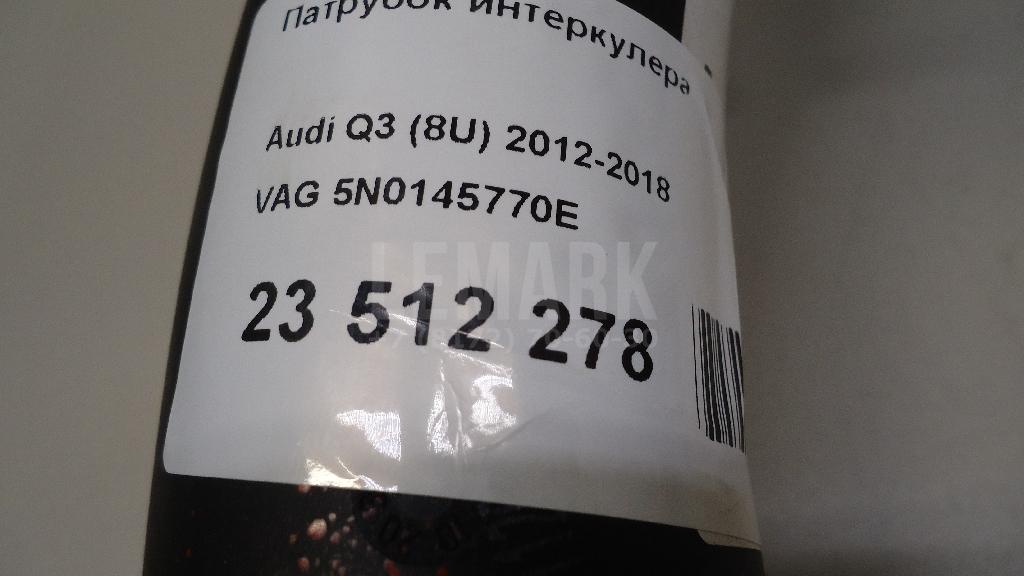 Патрубок интеркулера
Audi Q3 (8U) 2012-2018
VAG 5N0145770E
LEMARK
23 512 278